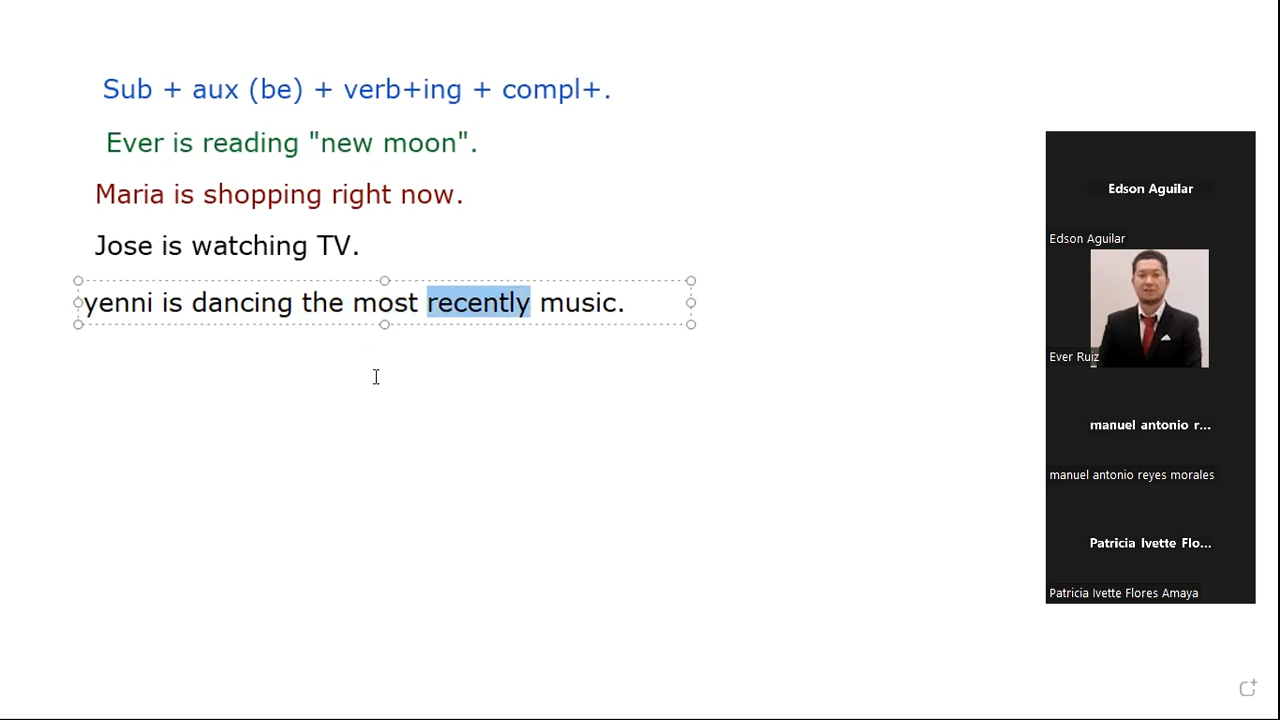 Sub + aux (be) + verb+ing + compl+.
Ever is reading "new moon".
Maria is shopping right now.
Jose is watching TV.
yenni is dancing the most recently music.
Edson Aguilar
Edson Aguilar
Ever Ruiz
manuel antonio r...
manuel antonio reyes morales
Patricia Ivette Flo...
Patricia Ivette Flores Amaya